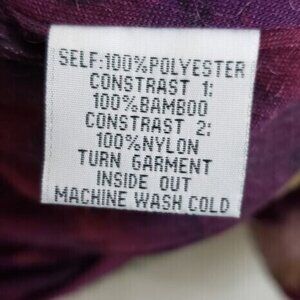 SELF:100%POLYESTER
CONSTRAST 1:
100%BAMBOO
CONSTRAST 2:
100%NYLON
TURN GARMENT
INSIDE OUT
MACHINE WASH COLD